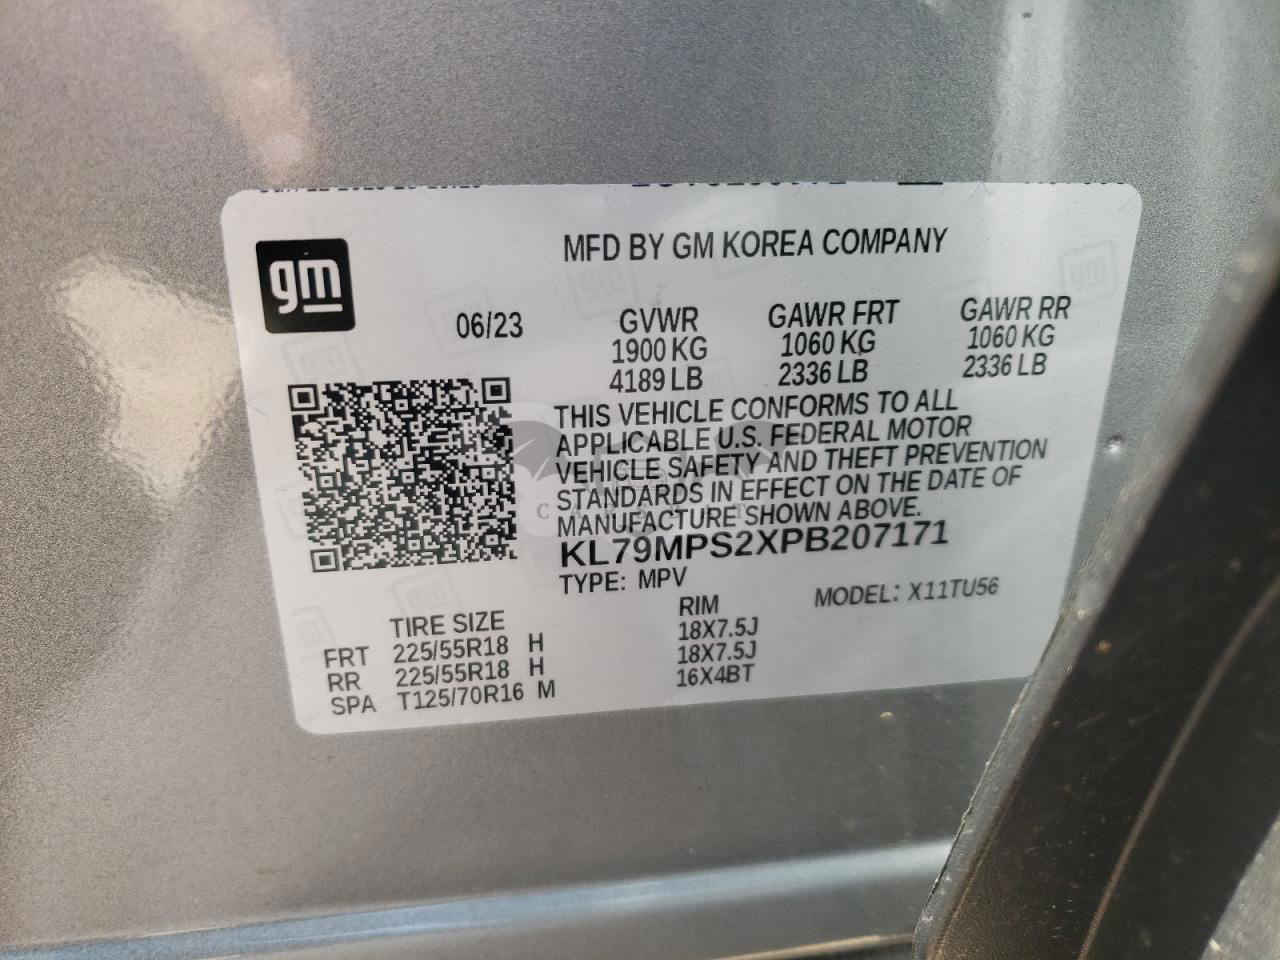 gm
MFD BY GM KOREA COMPANY
06/23
GVWR GAWR FRT GAWR RR
1900 KG 1060 KG 1060 KG
4189 LB 2336 LB 2336 LB
THIS VEHICLE CONFORMS TO ALL
APPLICABLE U.S. FEDERAL MOTOR
VEHICLE SAFETY AND THEFT PREVENTION
STANDARDS IN EFFECT ON THE DATE OF
MANUFACTURE SHOWN ABOVE.
KL79MPS2XPB207171
TYPE: MPV MODEL: X11TU56
TIRE SIZE RIM
FRT 225/55R18 H 18X7.5J
RR 225/55R18 H 18X7.5J
SPA T125/70R16 M 16X4BT